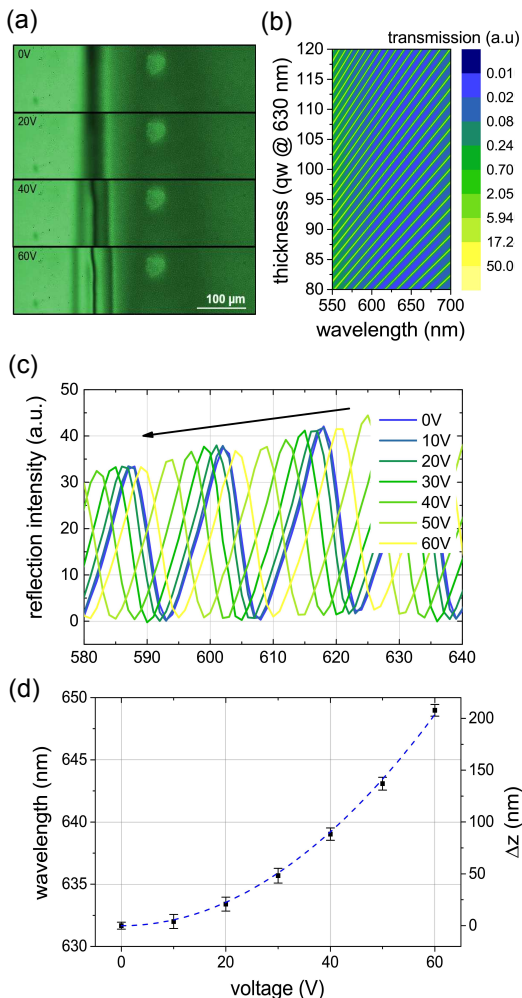 (a)
0V
20V
40V
60V
100 µm
(b)
transmission (a.u)
120
115
110
105
100
95
90
85
80
thickness (qw @ 630 nm)
550 600 650 700
wavelength (nm)
0.01
0.02
0.08
0.24
0.70
2.05
5.94
17.2
50.0
(c)
50
40
30
20
10
0
reflection intensity (a.u.)
0V
10V
20V
30V
40V
50V
60V
580 590 600 610 620 630 640
(d)
650
645
640
635
630
wavelength (nm)
200
150
100
50
0
Δz (nm)
0 20 40 60
voltage (V)